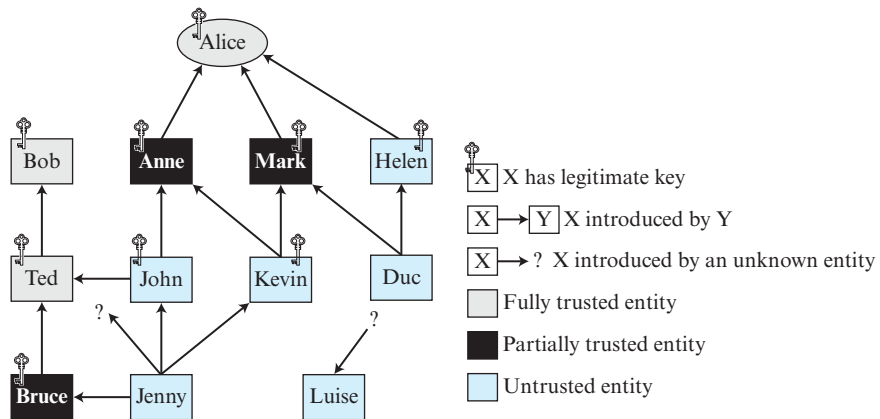 Alice
Bob
Anne
Mark
Helen
X X has legitimate key
X Y X introduced by Y
Ted
John
Kevin
Duc
X ? X introduced by an unknown entity
Fully trusted entity
?
?
Partially trusted entity
Bruce
Jenny
Luise
Untrusted entity